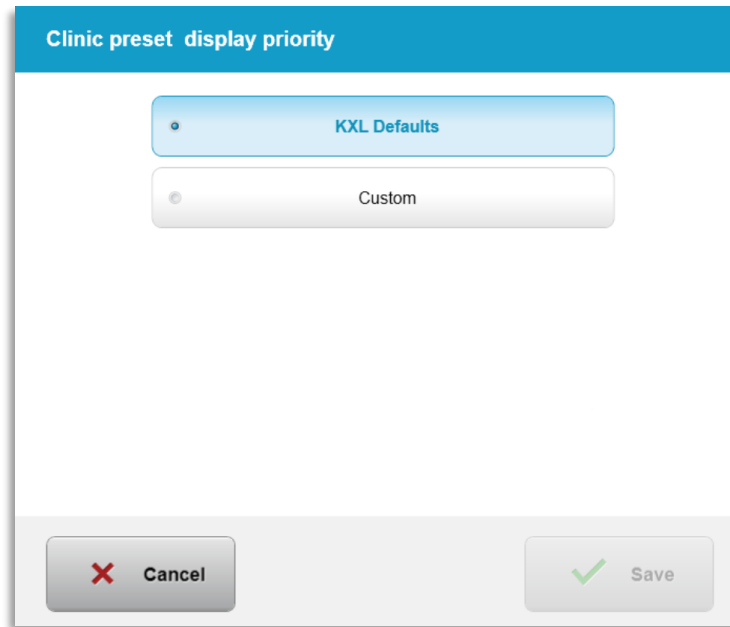 Clinic preset display priority
KXL Defaults
Custom
Cancel
Save